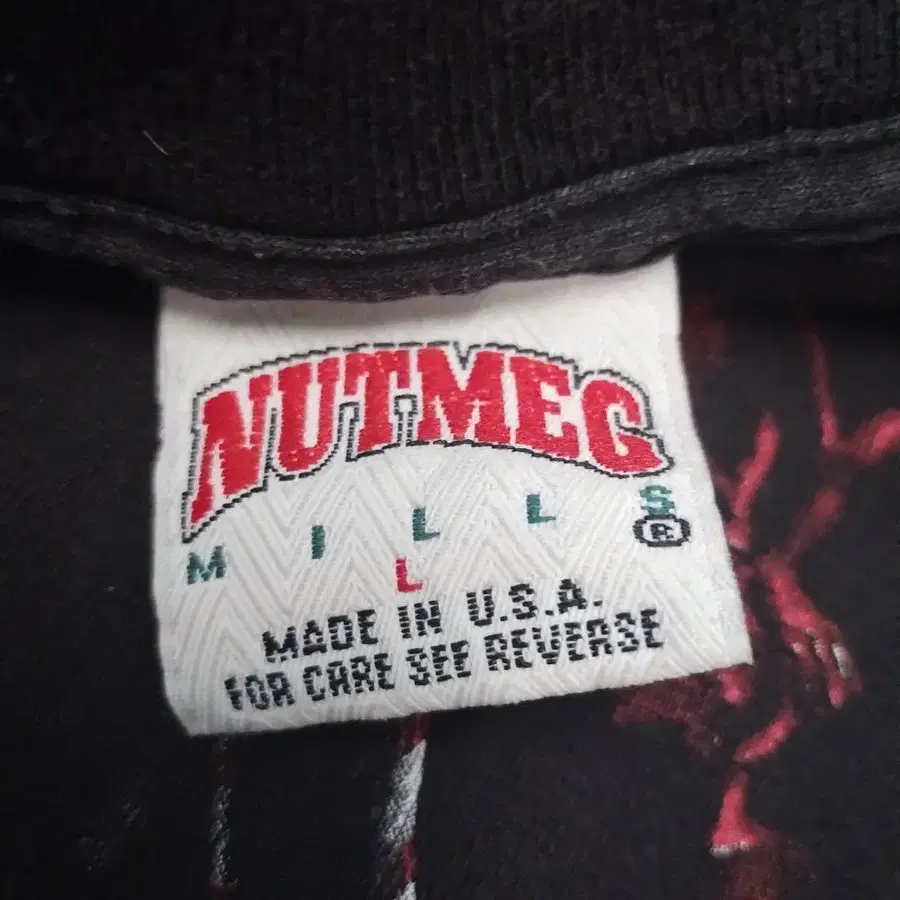 NUTMEG
MILLS®
L
MADE IN U.S.A.
FOR CARE SEE REVERSE